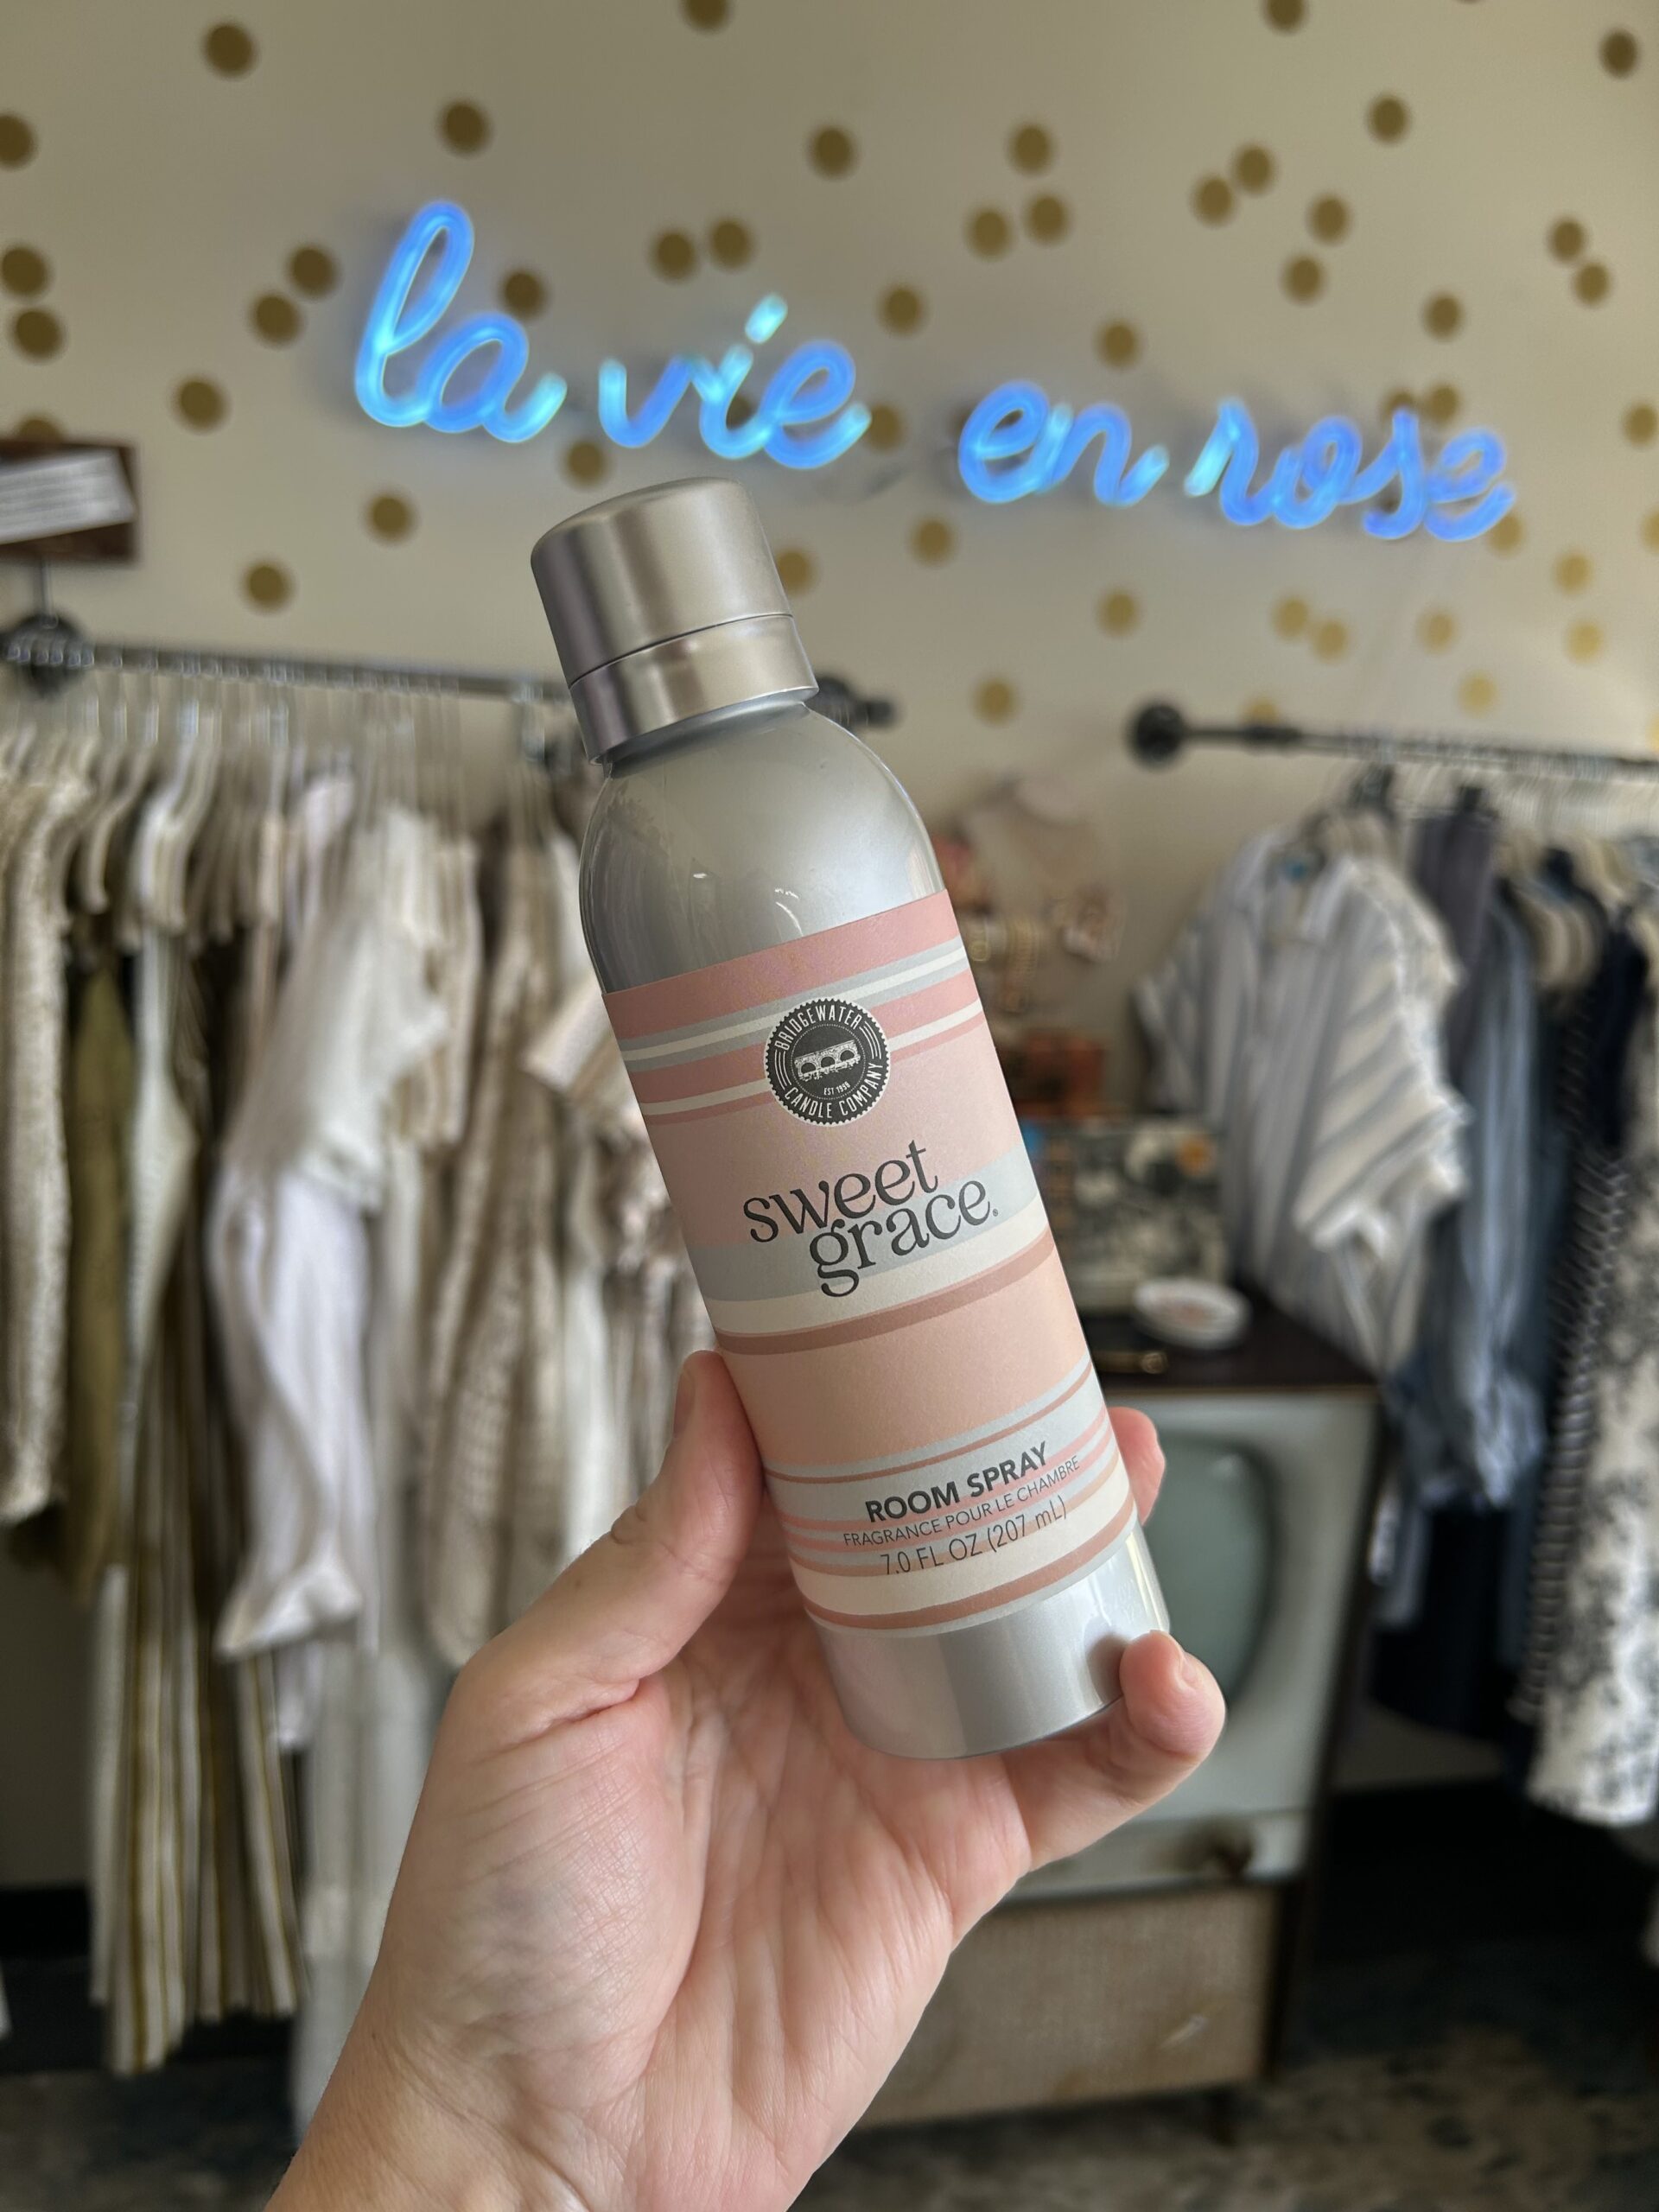 la vie en rose
BRIDGEWATER
EST 1998
CANDLE COMPANY
sweet
grace.
ROOM SPRAY
FRAGRANCE POUR LE CHAMBRE
7.0 FL OZ (207 mL)